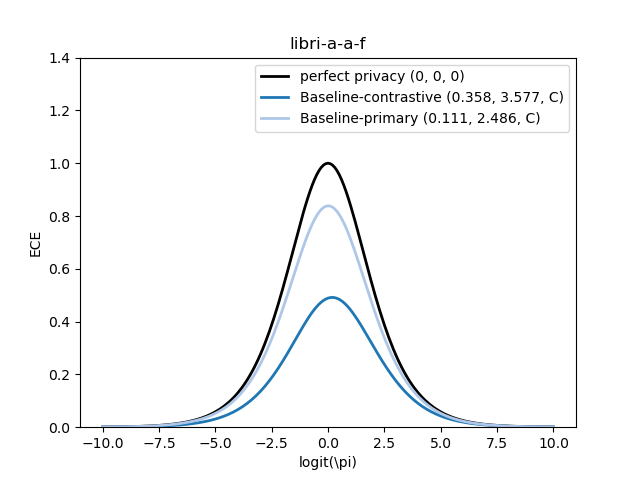 libri-a-a-f
perfect privacy (0, 0, 0)
Baseline-contrastive (0.358, 3.577, C)
Baseline-primary (0.111, 2.486, C)
1.4
1.2
1.0
0.8
0.6
0.4
0.2
0.0
ECE
−10.0 −7.5 −5.0 −2.5 0.0 2.5 5.0 7.5 10.0
logit(\pi)